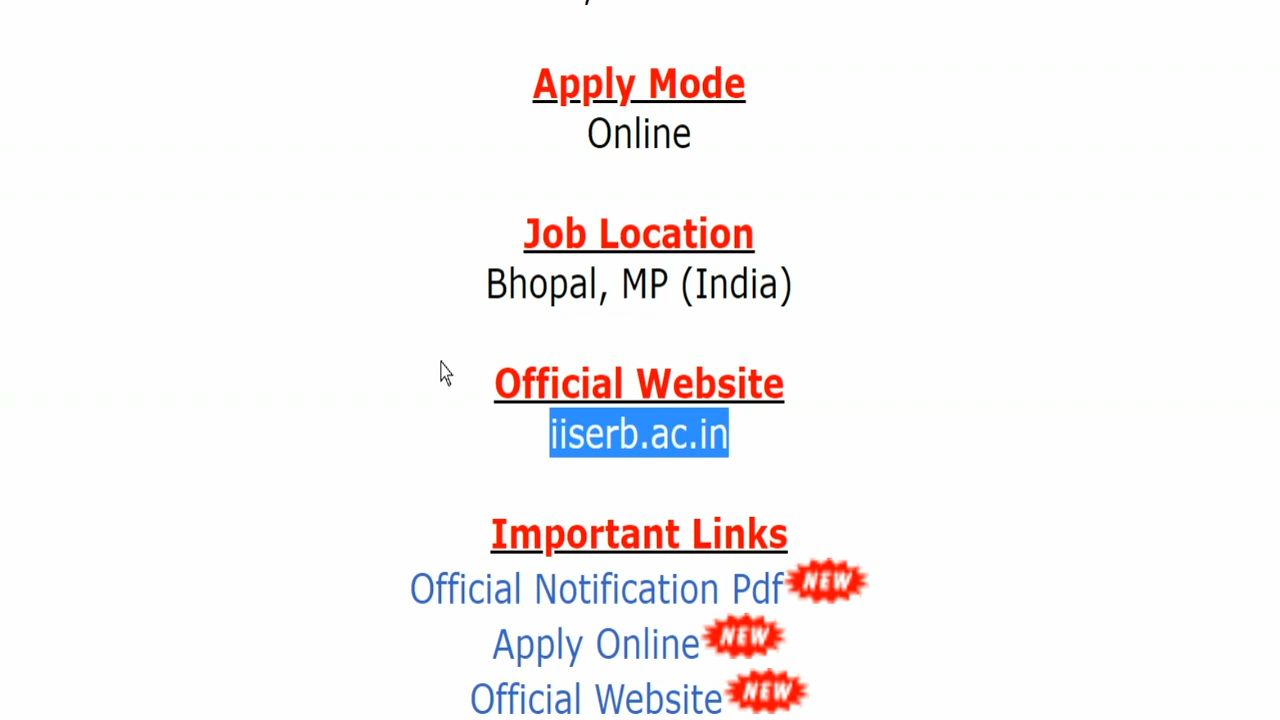 Apply Mode
Online
Job Location
Bhopal, MP (India)
Official Website
iiserb.ac.in
Important Links
Official Notification Pdf NEW
Apply Online NEW
Official Website NEW